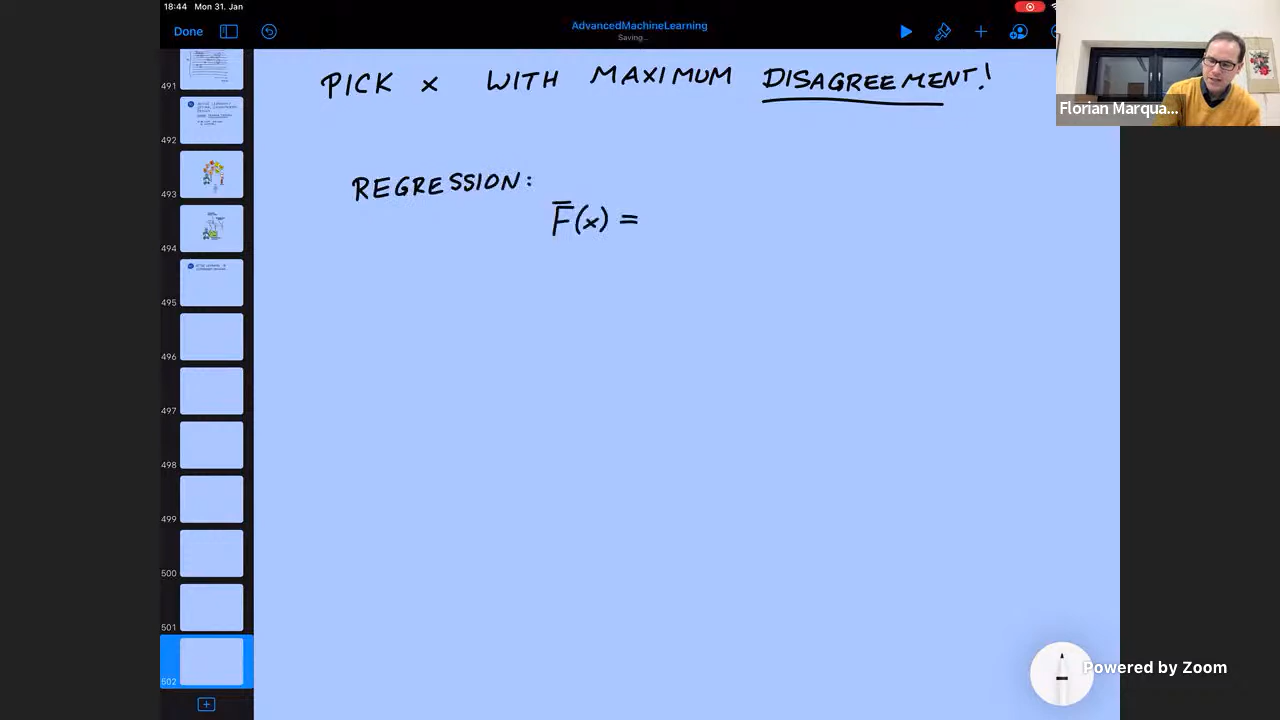 18:44 Mon 31. Jan
Done
AdvancedMachineLearning
Saving...
PICK x WITH MAXIMUM DISAGREEMENT!
REGRESSION:
F̅(x) =
Florian Marqua...
491
492
493
494
495
496
497
498
499
500
501
502
Powered by Zoom